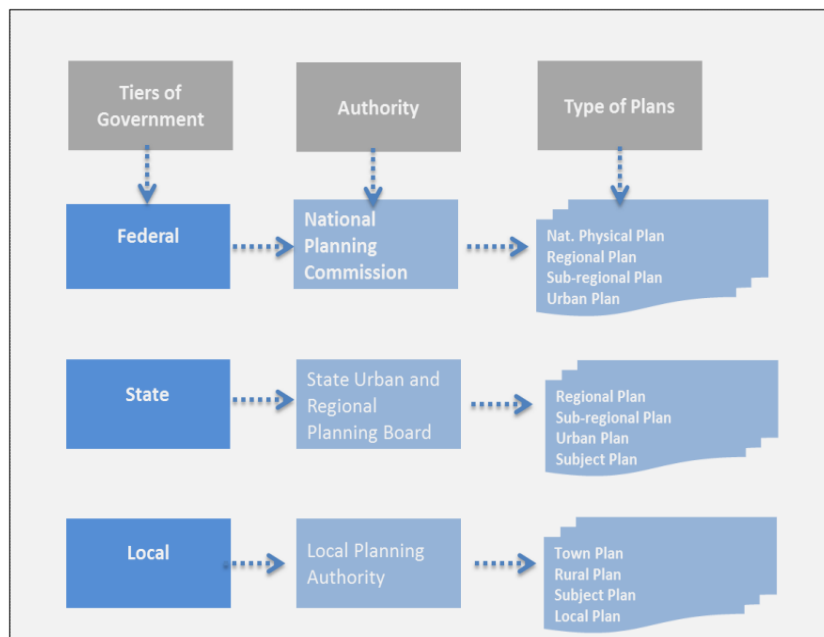 Tiers of
Government
Authority
Type of Plans
Federal
National
Planning
Commission
Nat. Physical Plan
Regional Plan
Sub-regional Plan
Urban Plan
State
State Urban and
Regional
Planning Board
Regional Plan
Sub-regional Plan
Urban Plan
Subject Plan
Local
Local Planning
Authority
Town Plan
Rural Plan
Subject Plan
Local Plan